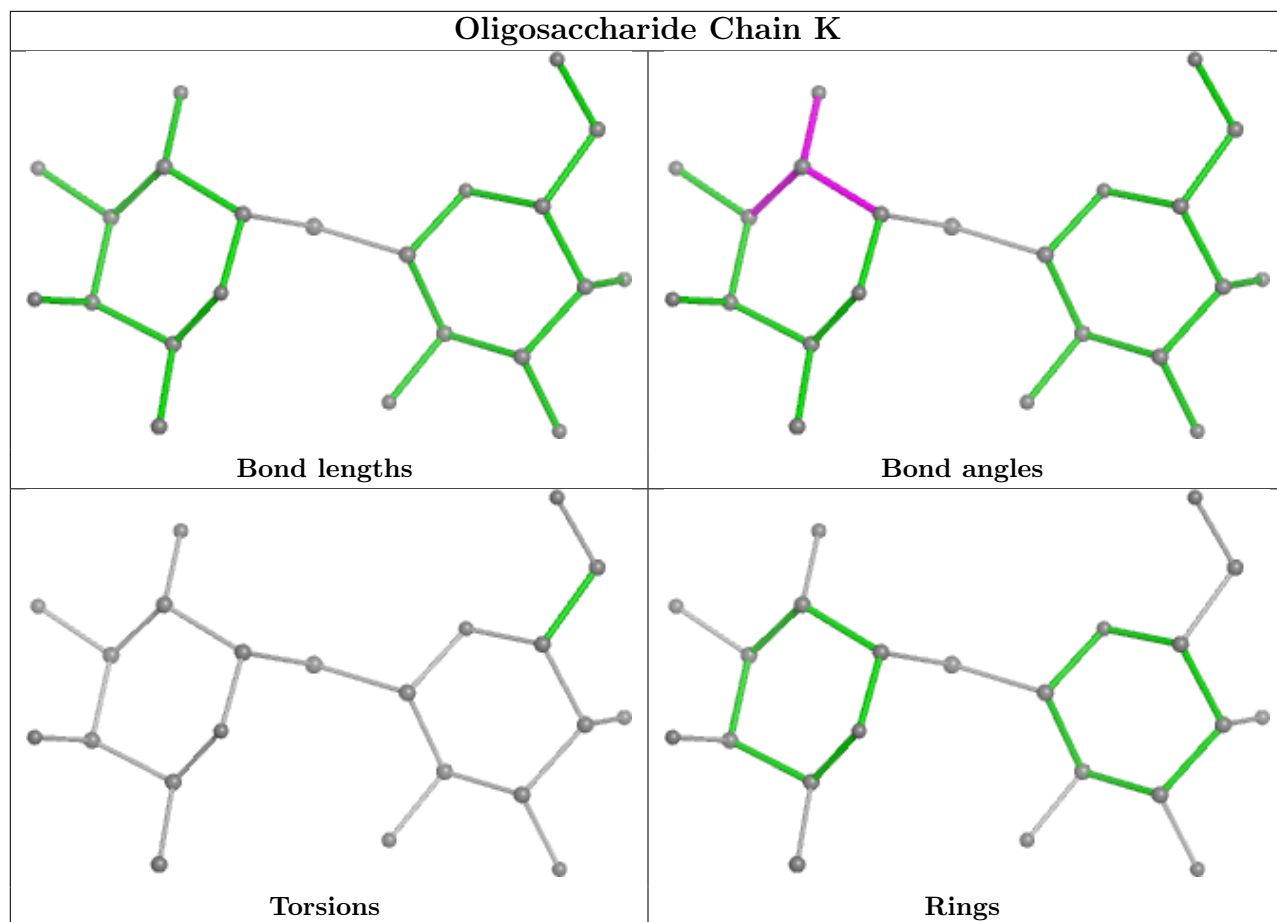 Oligosaccharide Chain K
Bond lengths
Bond angles
Torsions
Rings